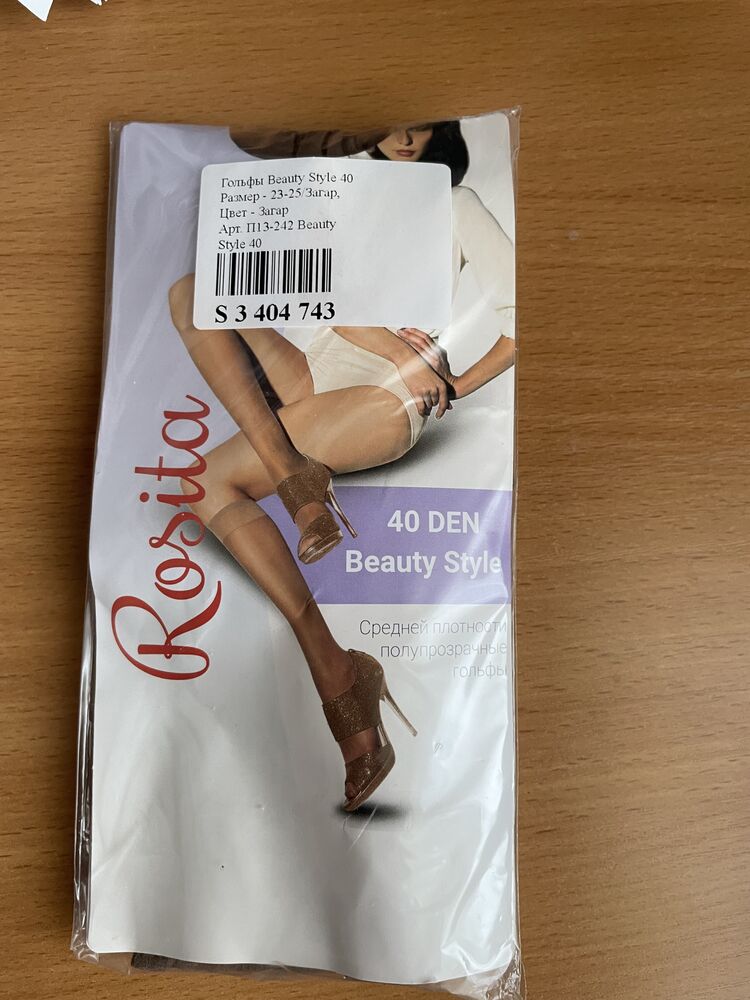 Гольфы Beauty Style 40
Размер - 23-25/Загар,
Цвет - Загар
Арт. П13-242 Beauty
Style 40
S 3 404 743
Rosita
40 DEN
Beauty Style
Средней плотности
полупрозрачные
гольфы